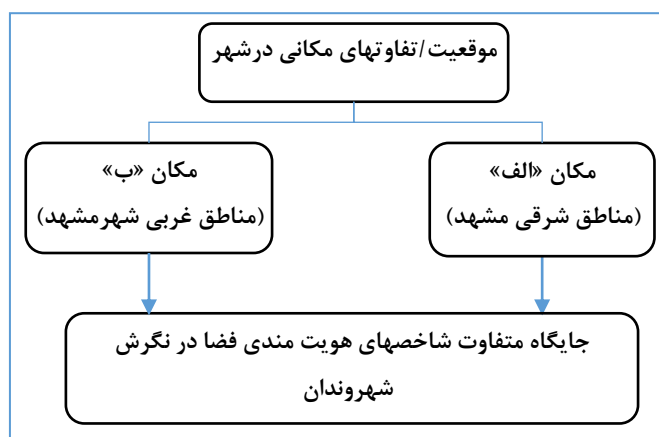 موقعیت/تفاوتهای مکانی درشهر
مکان «الف»
(مناطق شرقی مشهد)
مکان «ب»
(مناطق غربی شهرمشهد)
جایگاه متفاوت شاخصهای هویت مندی فضا در نگرش
شهروندان